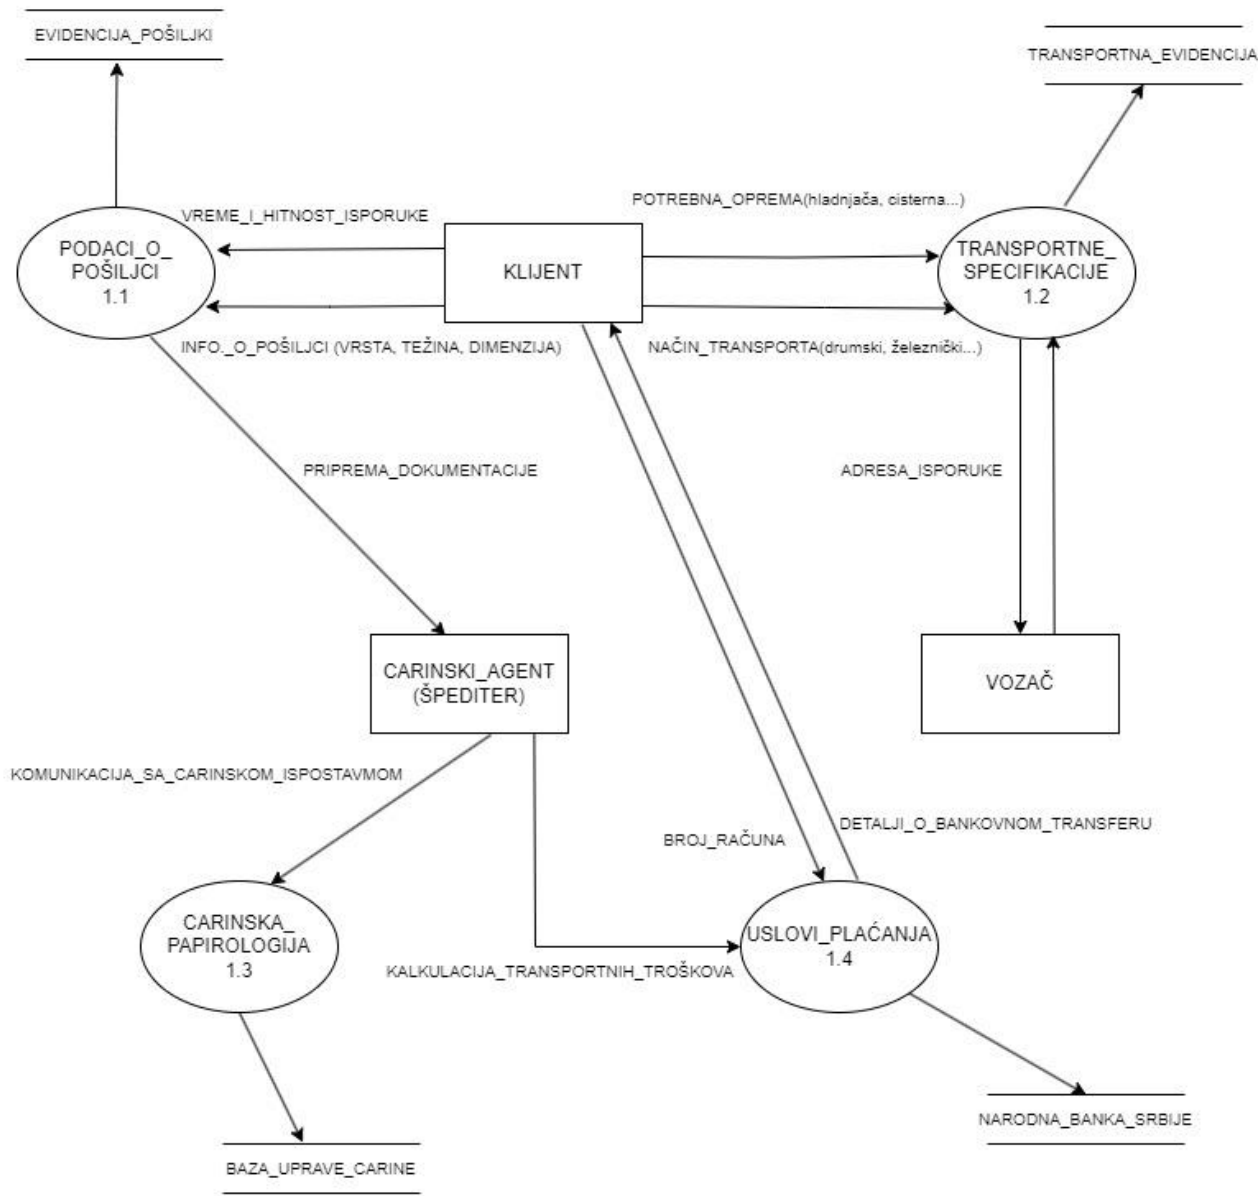 EVIDENCIJA_POŠILJKI
TRANSPORTNA_EVIDENCIJA
VREME_I_HITNOST_ISPORUKE
POTREBNA_OPREMA(hladnjača, cisterna...)
PODACI_O_
POŠILJCI
1.1
KLIJENT
TRANSPORTNE_
SPECIFIKACIJE
1.2
INFO._O_POŠILJCI (VRSTA, TEŽINA, DIMENZIJA)
NAČIN_TRANSPORTA(drumski, železnički...)
PRIPREMA_DOKUMENTACIJE
ADRESA_ISPORUKE
CARINSKI_AGENT
(ŠPEDITER)
VOZAČ
KOMUNIKACIJA_SA_CARINSKOM_ISPOSTAVMOM
BROJ_RAČUNA
DETALJI_O_BANKOVNOM_TRANSFERU
CARINSKA_
PAPIROLOGIJA
1.3
USLOVI_PLAĆANJA
1.4
KALKULACIJA_TRANSPORTNIH_TROŠKOVA
NARODNA_BANKA_SRBIJE
BAZA_UPRAVE_CARINE